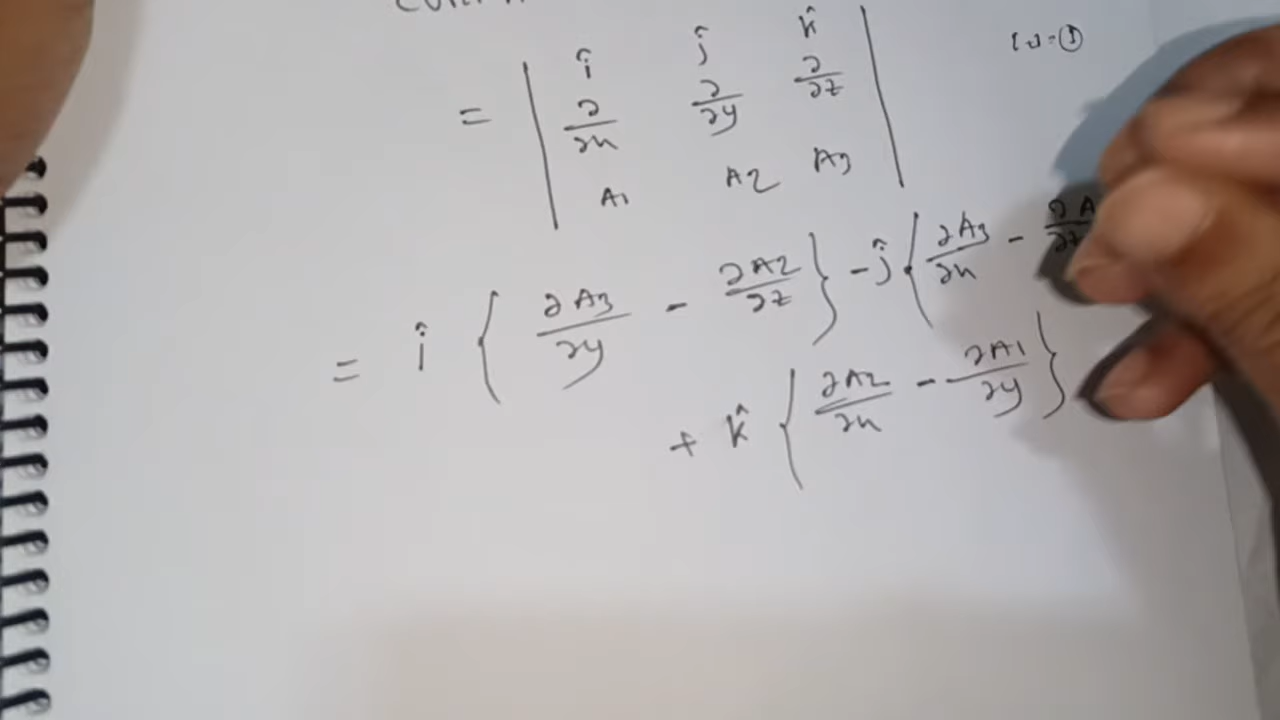 î ĵ k̂
= | ∂/∂x ∂/∂y ∂/∂z |
A1 A2 A3
= î { ∂A3/∂y - ∂A2/∂z } - ĵ { ∂A3/∂x - ∂A
+ k̂ { ∂A2/∂x - ∂A1/∂y }